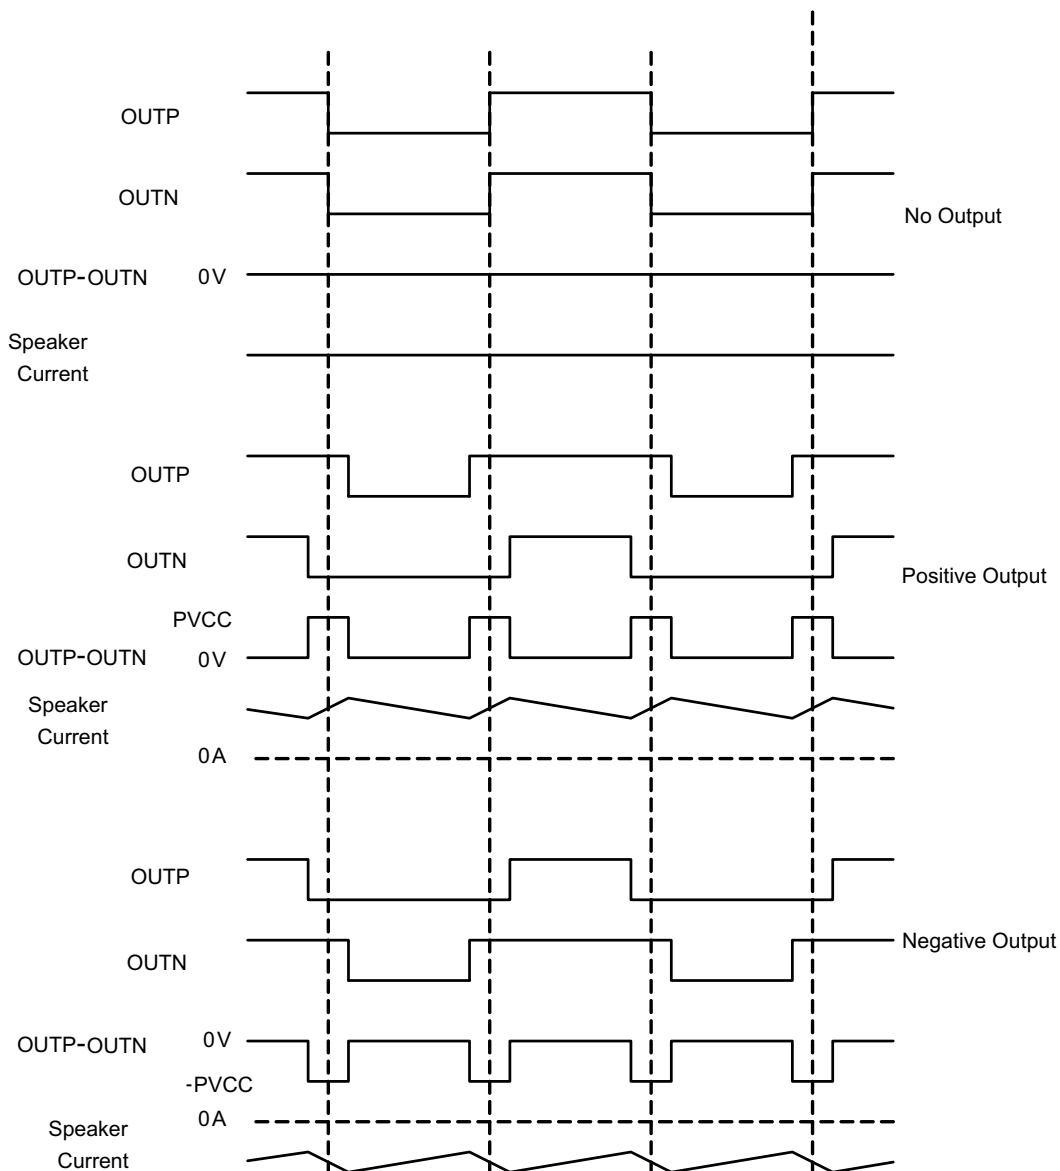 OUTP
OUTN
No Output
OUTP-OUTN 0V
Speaker
Current
OUTP
OUTN
Positive Output
PVCC
OUTP-OUTN 0V
Speaker
Current
0A
OUTP
OUTN
Negative Output
OUTP-OUTN 0V
-PVCC
0A
Speaker
Current